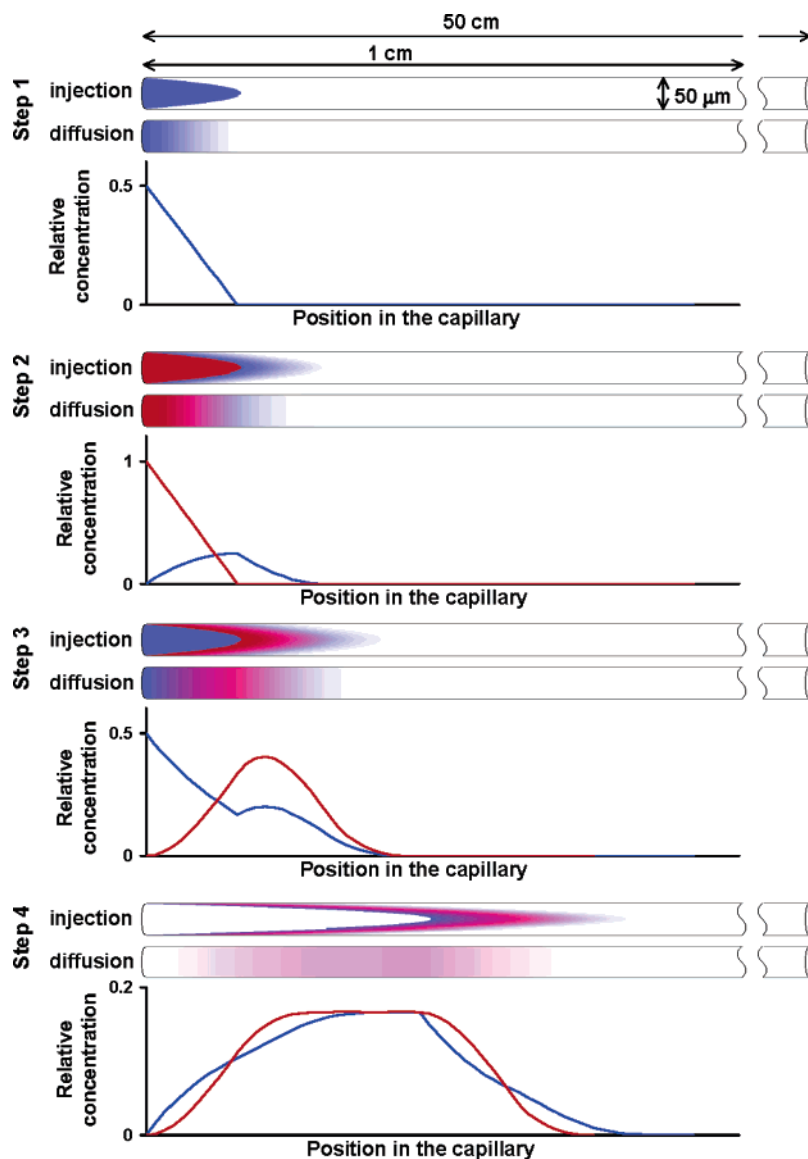 50 cm
1 cm
Step 1
injection
50 μm
diffusion
Relative
concentration
0.5
0
Position in the capillary
Step 2
injection
diffusion
Relative
concentration
1
0
Position in the capillary
Step 3
injection
diffusion
Relative
concentration
0.5
0
Position in the capillary
Step 4
injection
diffusion
Relative
concentration
0.2
0
Position in the capillary